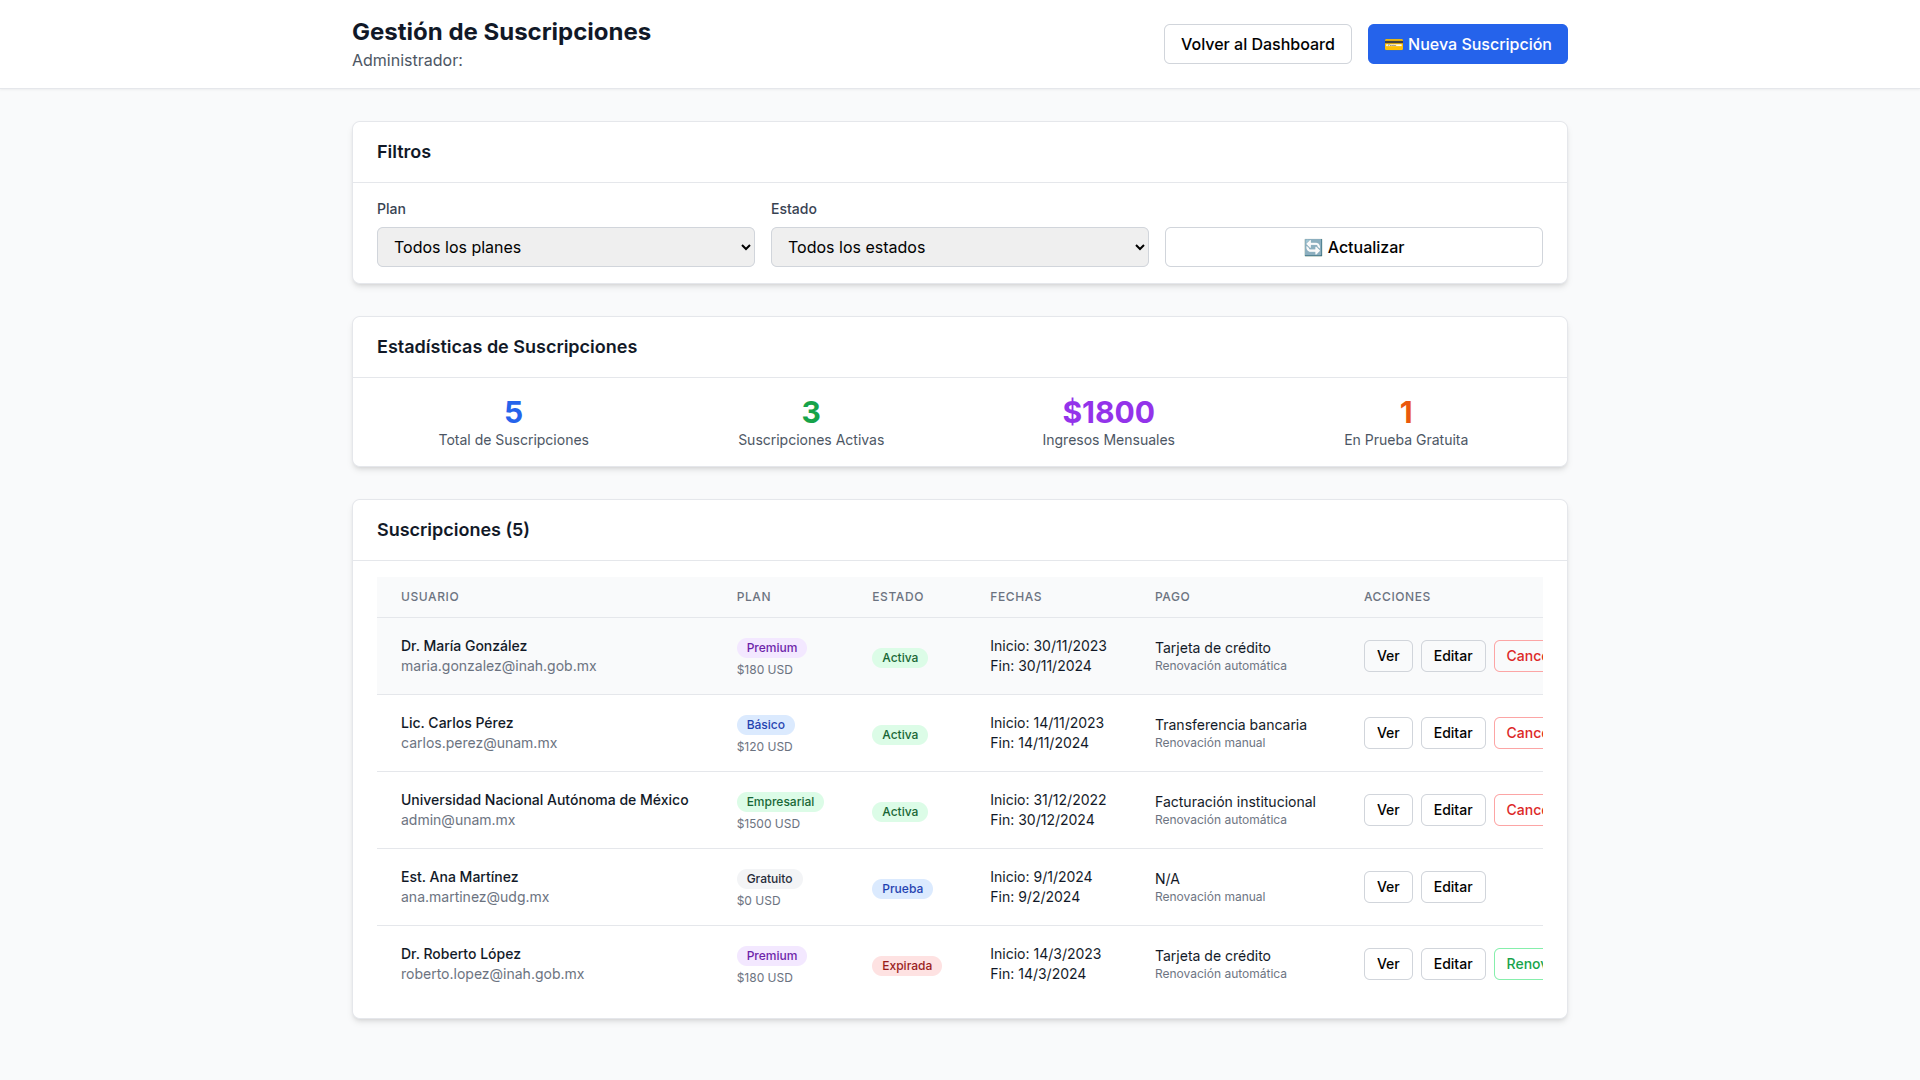 Gestión de Suscripciones
Administrador:
Volver al Dashboard
💳 Nueva Suscripción
Filtros
Plan
Estado
Todos los planes
Todos los estados
🔄 Actualizar
Estadísticas de Suscripciones
5
3
$1800
1
Total de Suscripciones
Suscripciones Activas
Ingresos Mensuales
En Prueba Gratuita
Suscripciones (5)
USUARIO PLAN ESTADO FECHAS PAGO ACCIONES
Dr. María González
maria.gonzalez@inah.gob.mx
Premium
$180 USD
Activa
Inicio: 30/11/2023
Fin: 30/11/2024
Tarjeta de crédito
Renovación automática
Ver Editar Canc
Lic. Carlos Pérez
carlos.perez@unam.mx
Básico
$120 USD
Activa
Inicio: 14/11/2023
Fin: 14/11/2024
Transferencia bancaria
Renovación manual
Ver Editar Canc
Universidad Nacional Autónoma de México
admin@unam.mx
Empresarial
$1500 USD
Activa
Inicio: 31/12/2022
Fin: 30/12/2024
Facturación institucional
Renovación automática
Ver Editar Canc
Est. Ana Martínez
ana.martinez@udg.mx
Gratuito
$0 USD
Prueba
Inicio: 9/1/2024
Fin: 9/2/2024
N/A
Renovación manual
Ver Editar
Dr. Roberto López
roberto.lopez@inah.gob.mx
Premium
$180 USD
Expirada
Inicio: 14/3/2023
Fin: 14/3/2024
Tarjeta de crédito
Renovación automática
Ver Editar Reno